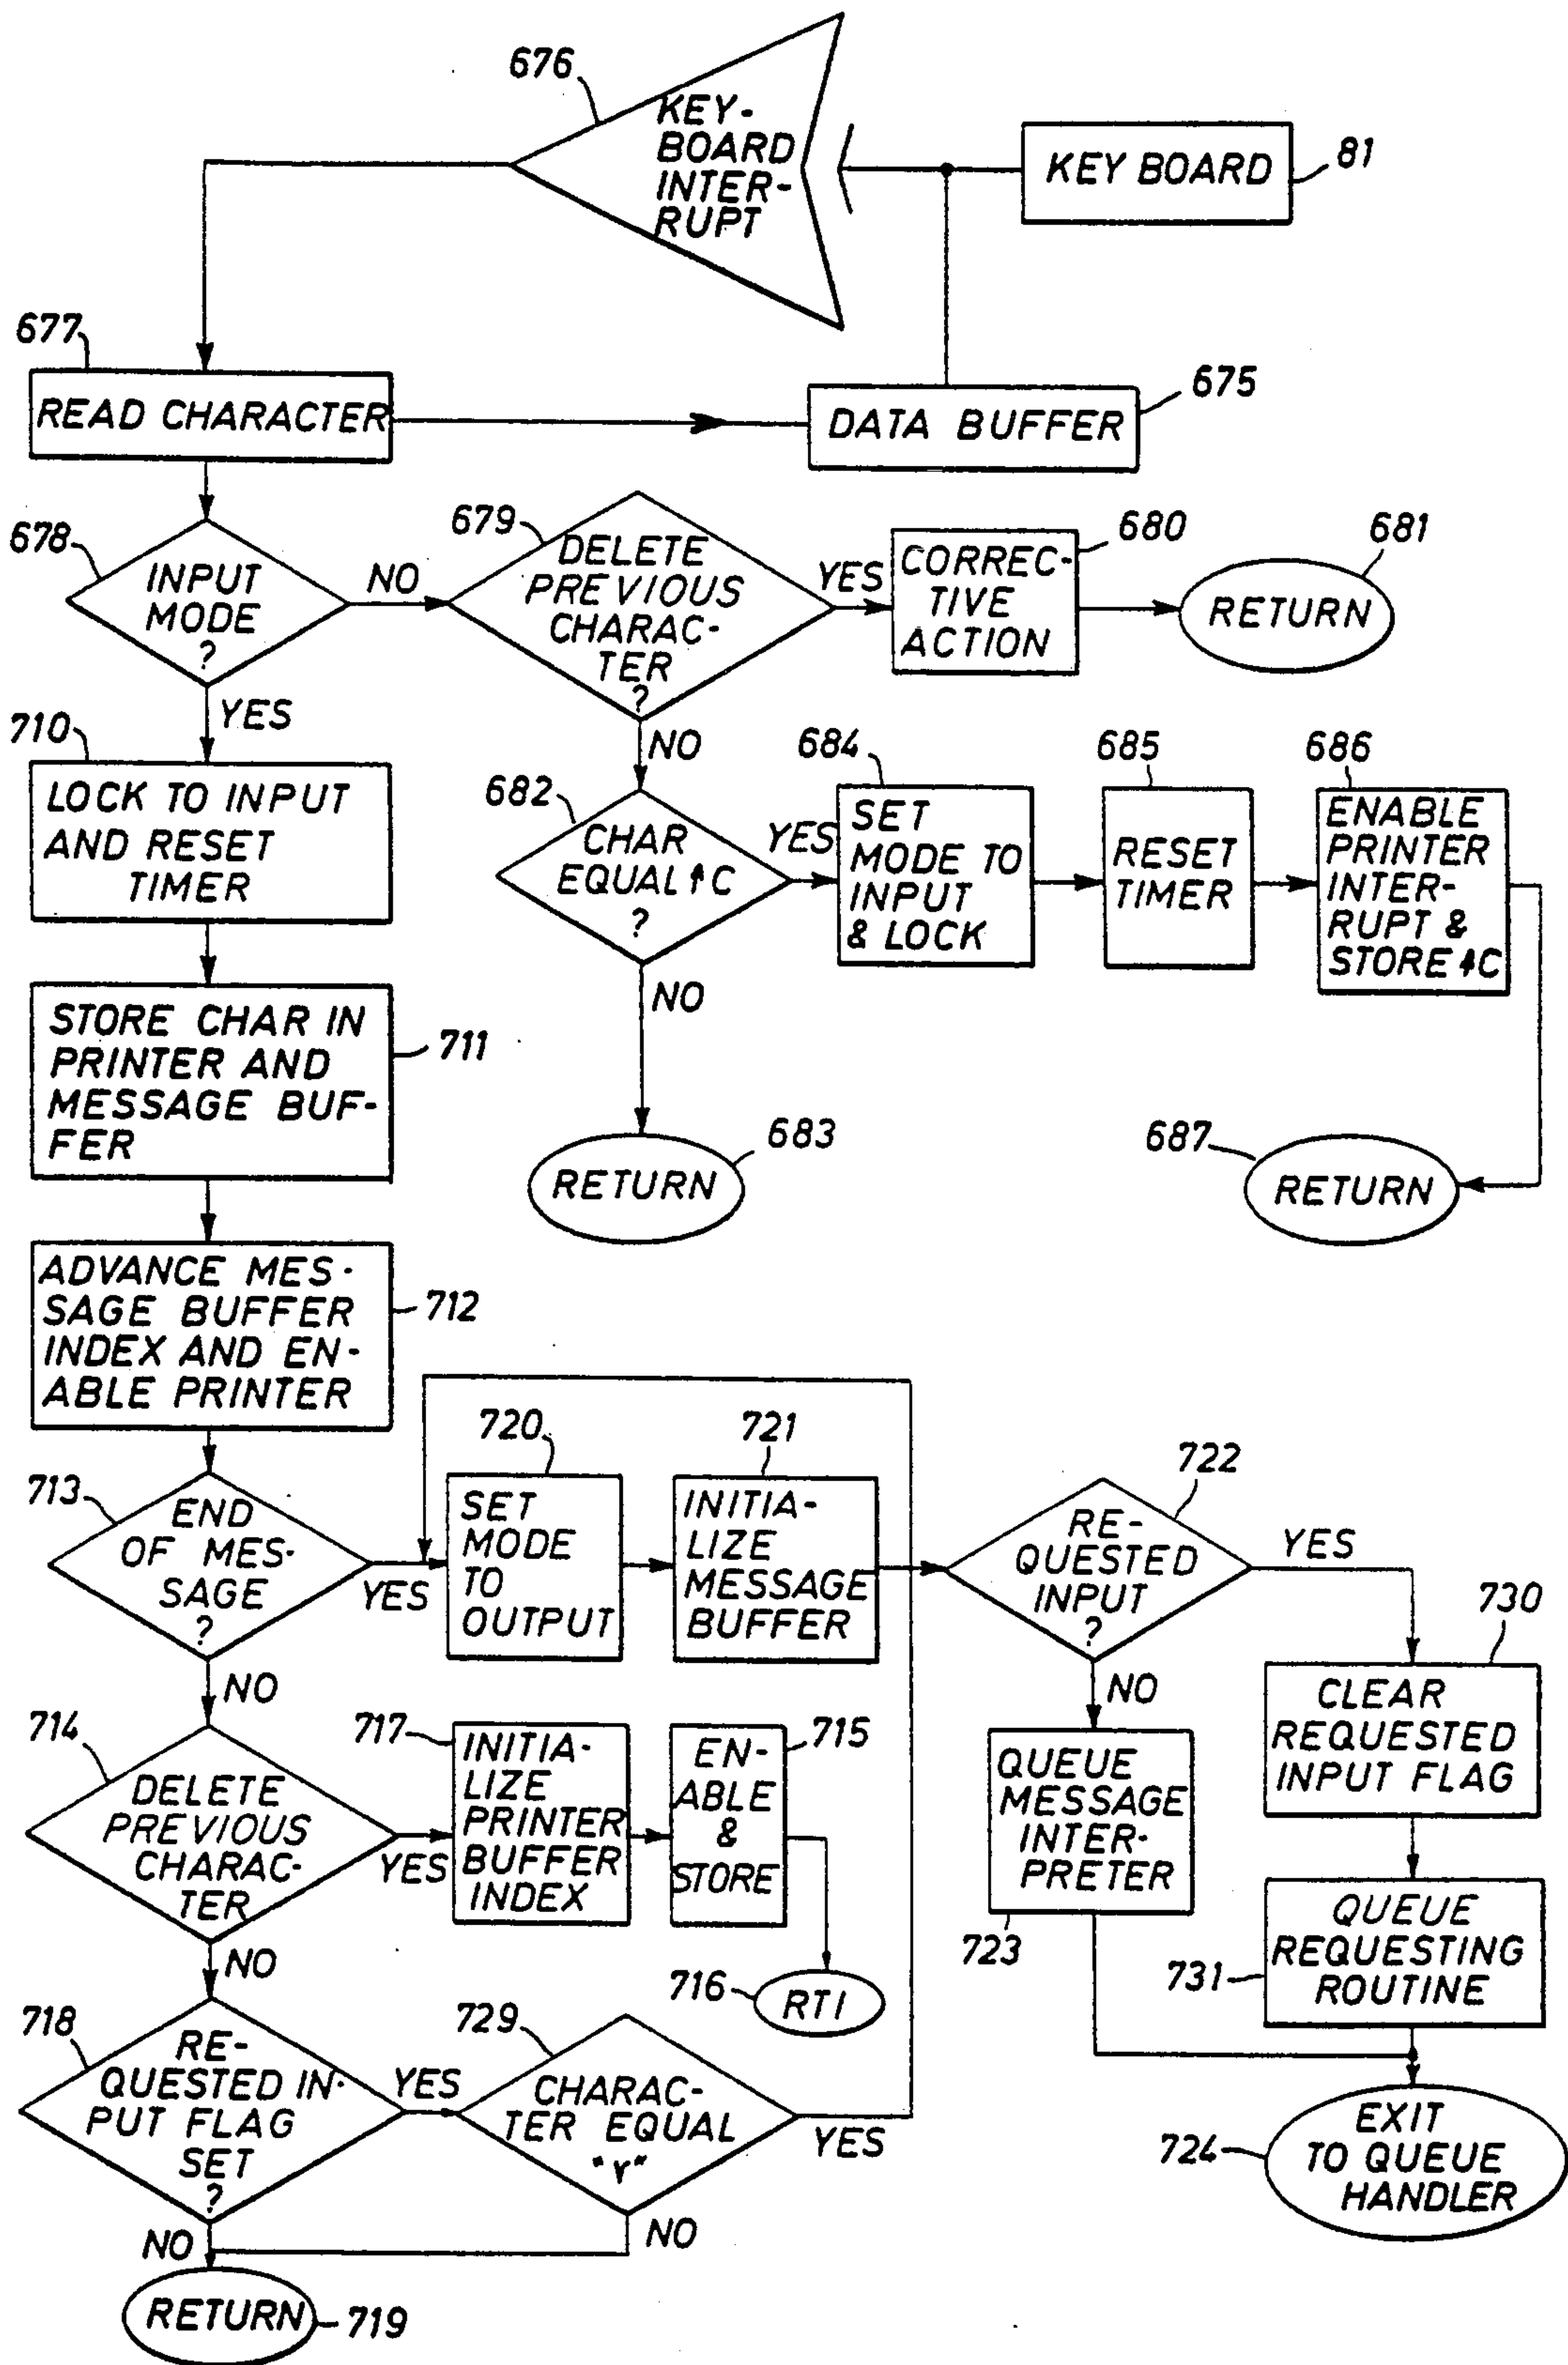 676
KEY-
BOARD
INTER-
RUPT
KEY BOARD
81
677
READ CHARACTER
DATA BUFFER
675
678
INPUT
MODE
?
NO
YES
679
DELETE
PREVIOUS
CHARAC-
TER
?
YES
NO
CORREC-
TIVE
ACTION
680
RETURN
681
710
LOCK TO INPUT
AND RESET
TIMER
682
CHAR
EQUAL ↑C
?
YES
NO
684
SET
MODE TO
INPUT
& LOCK
685
RESET
TIMER
686
ENABLE
PRINTER
INTER-
RUPT &
STORE ↑C
STORE CHAR IN
PRINTER AND
MESSAGE BUF-
FER
711
RETURN
683
687
RETURN
ADVANCE MES-
SAGE BUFFER
INDEX AND EN-
ABLE PRINTER
712
713
END
OF MES-
SAGE
?
YES
NO
720
SET
MODE
TO
OUTPUT
721
INITIA-
LIZE
MESSAGE
BUFFER
722
RE-
QUESTED
INPUT
?
YES
NO
730
CLEAR
REQUESTED
INPUT FLAG
714
DELETE
PREVIOUS
CHARAC-
TER
YES
NO
717
INITIA-
LIZE
PRINTER
BUFFER
INDEX
715
EN-
ABLE
&
STORE
716
RTI
QUEUE
MESSAGE
INTER-
PRETER
723
QUEUE
REQUESTING
ROUTINE
731
718
RE-
QUESTED IN-
PUT FLAG
SET
?
YES
NO
729
CHARAC-
TER EQUAL
"Y"
YES
NO
724
EXIT
TO QUEUE
HANDLER
RETURN
719